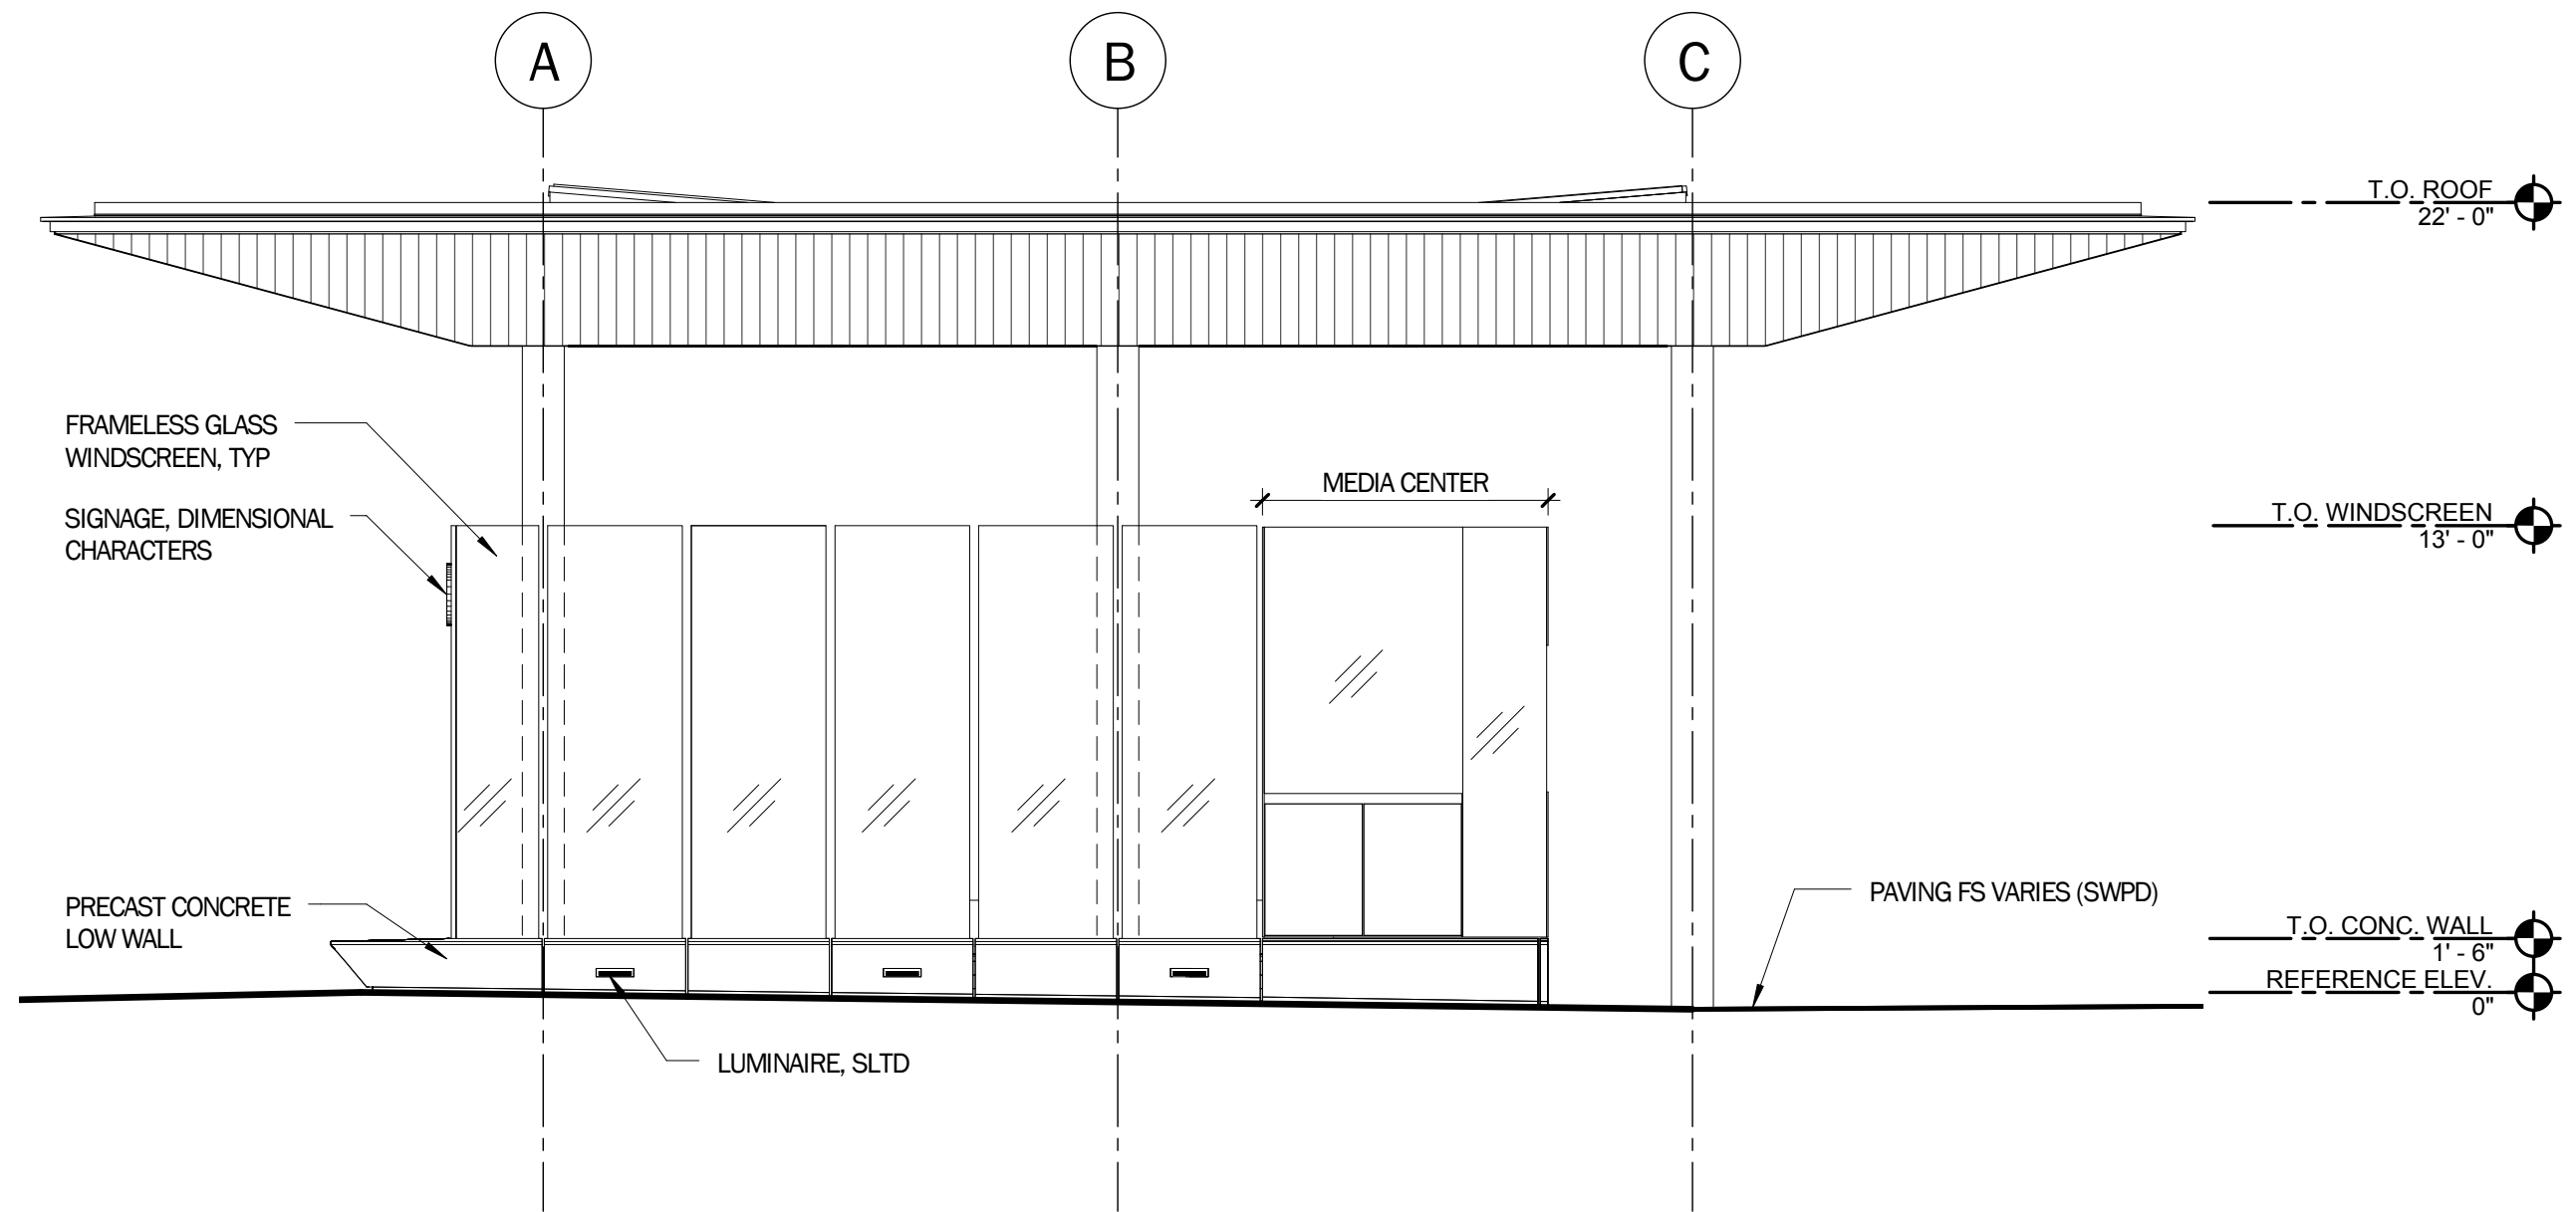 A
B
C
T.O. ROOF
22' - 0"
FRAMELESS GLASS
WINDSCREEN, TYP
MEDIA CENTER
SIGNAGE, DIMENSIONAL
CHARACTERS
T.O. WINDSCREEN
13' - 0"
PRECAST CONCRETE
LOW WALL
PAVING FS VARIES (SWPD)
T.O. CONC. WALL
1' - 6"
REFERENCE ELEV.
0"
LUMINAIRE, SLTD